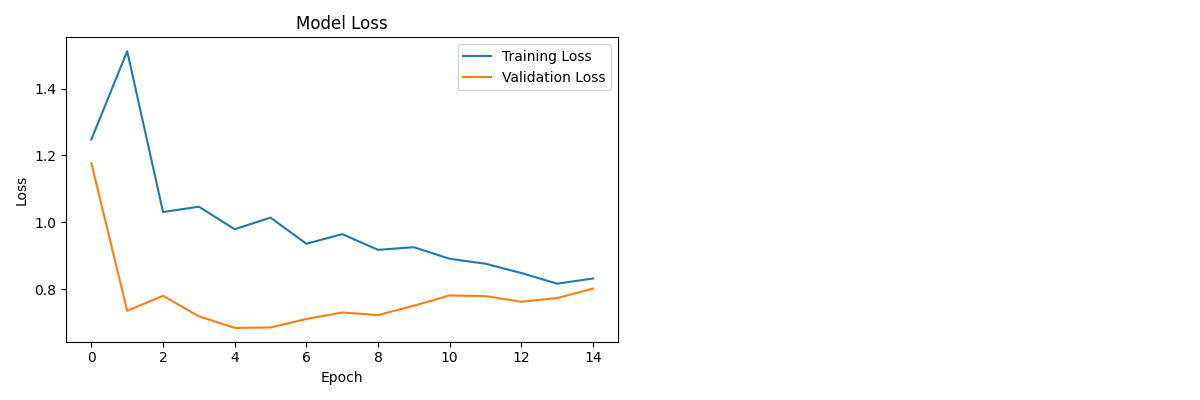 Model Loss
Training Loss
Validation Loss
1.4
1.2
1.0
0.8
Loss
0 2 4 6 8 10 12 14
Epoch